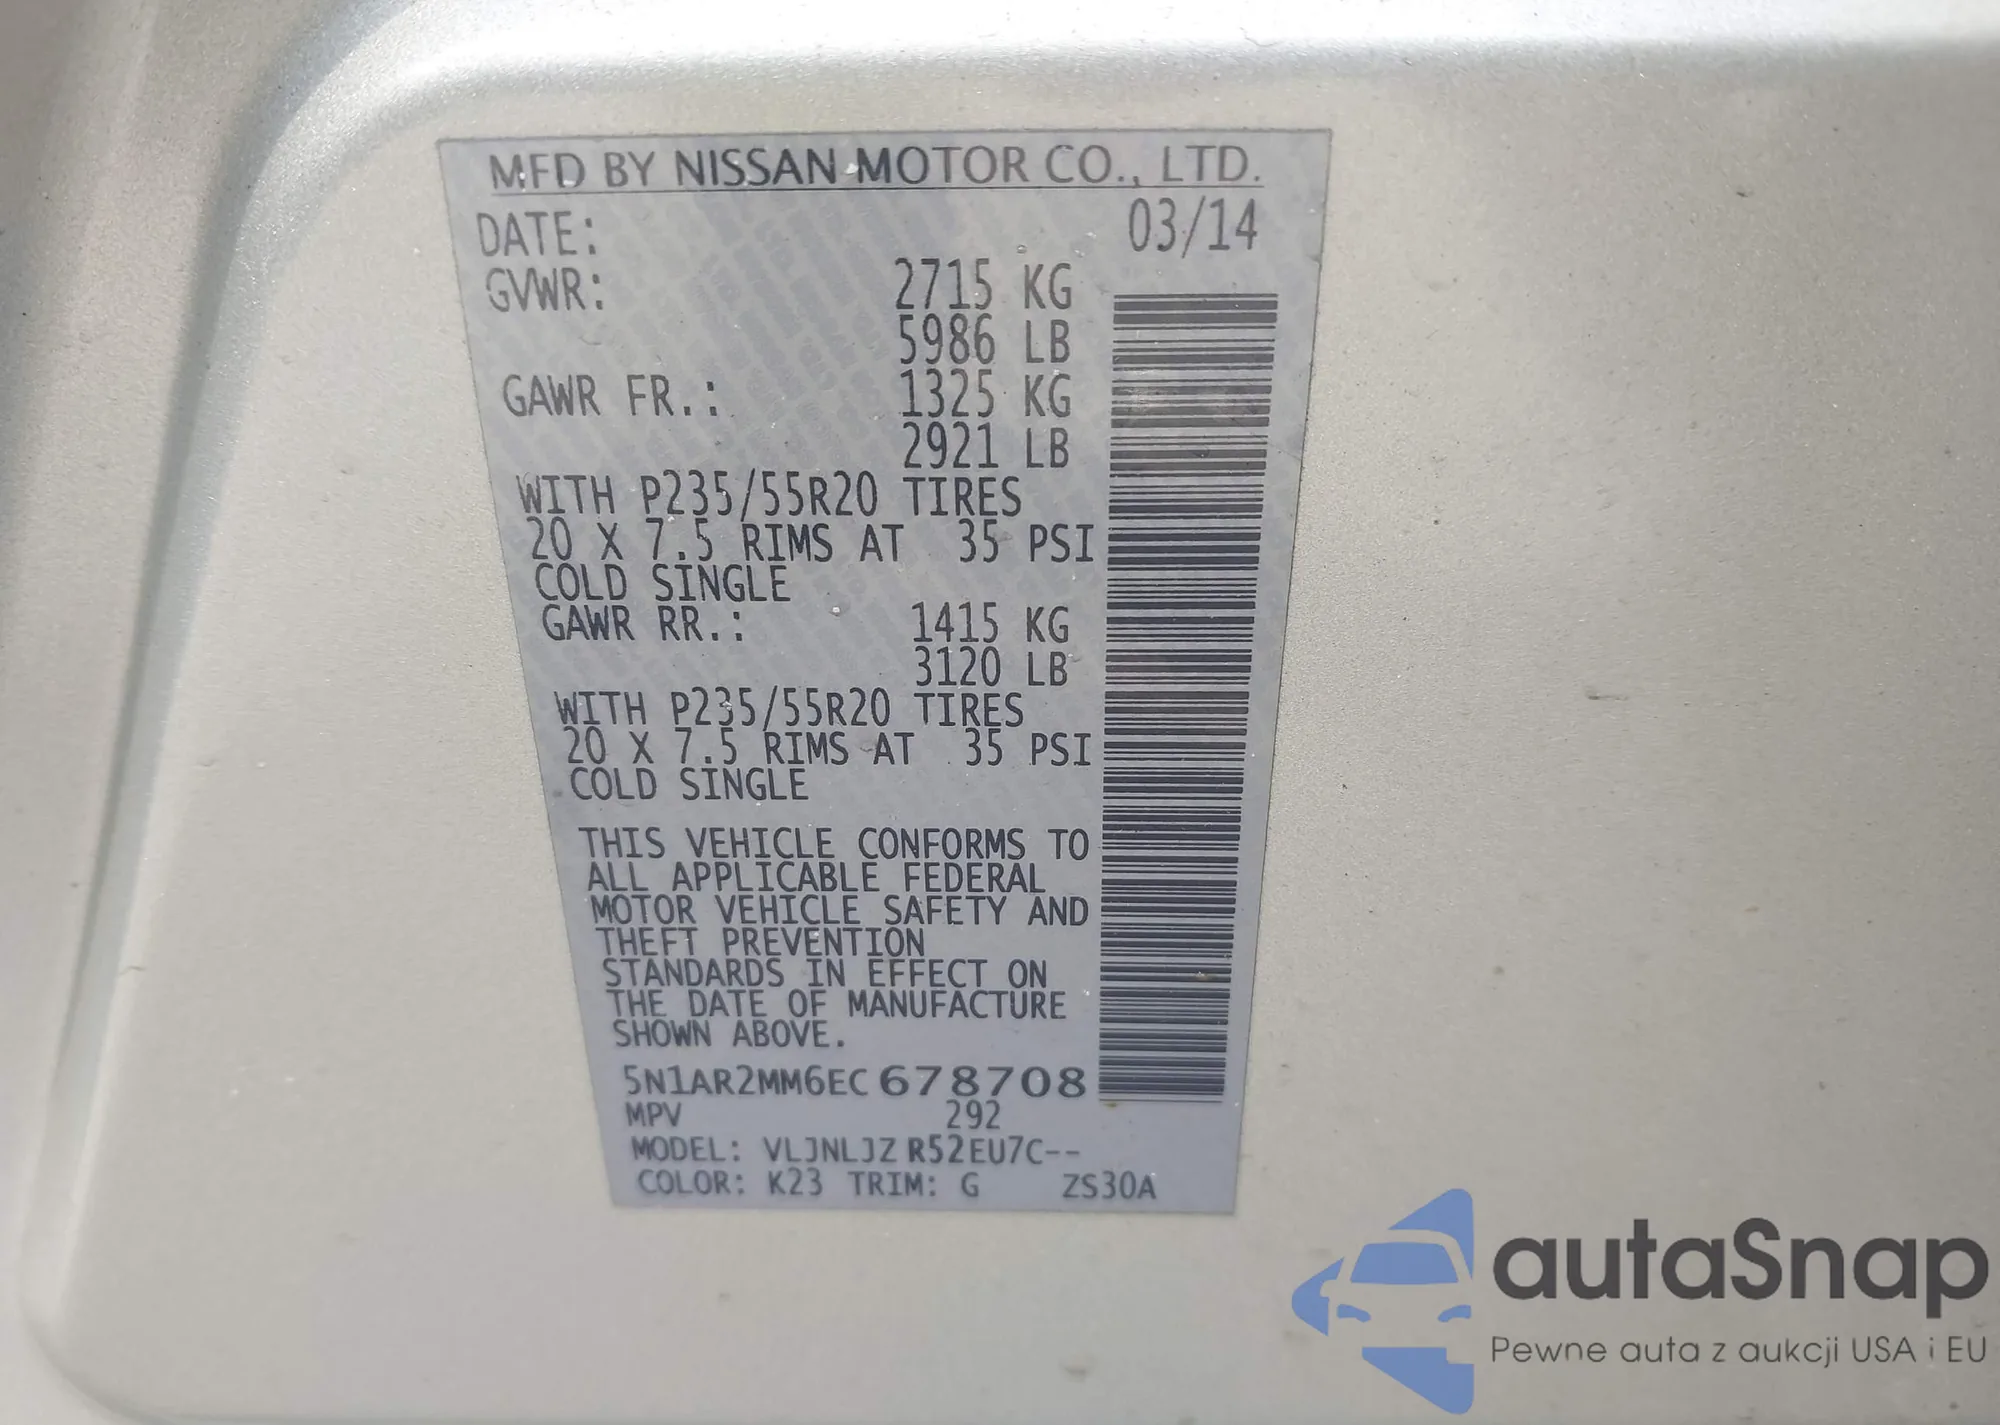 MFD BY NISSAN MOTOR CO., LTD.
DATE: 03/14
GVWR: 2715 KG
5986 LB
GAWR FR.: 1325 KG
2921 LB
WITH P235/55R20 TIRES
20 X 7.5 RIMS AT 35 PSI
COLD SINGLE
GAWR RR.: 1415 KG
3120 LB
WITH P235/55R20 TIRES
20 X 7.5 RIMS AT 35 PSI
COLD SINGLE
THIS VEHICLE CONFORMS TO
ALL APPLICABLE FEDERAL
MOTOR VEHICLE SAFETY AND
THEFT PREVENTION
STANDARDS IN EFFECT ON
THE DATE OF MANUFACTURE
SHOWN ABOVE.
5N1AR2MM6EC678708
MPV 292
MODEL: VLJNLJZ R52EU7C--
COLOR: K23 TRIM: G ZS30A
autaSnap
Pewne auta z aukcji USA i EU